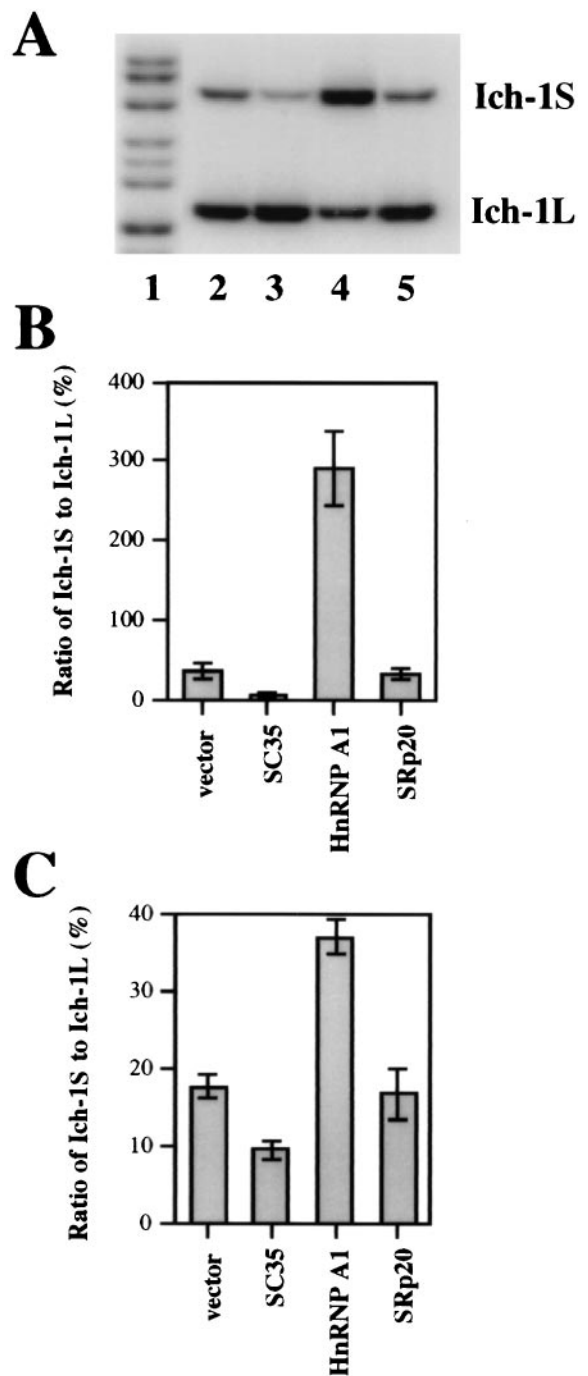 A
Ich-1S
Ich-1L
1 2 3 4 5
B
Ratio of Ich-1S to Ich-1L (%)
400
300
200
100
0
vector
SC35
HnRNP A1
SRp20
C
Ratio of Ich-1S to Ich-1L (%)
40
30
20
10
0
vector
SC35
HnRNP A1
SRp20